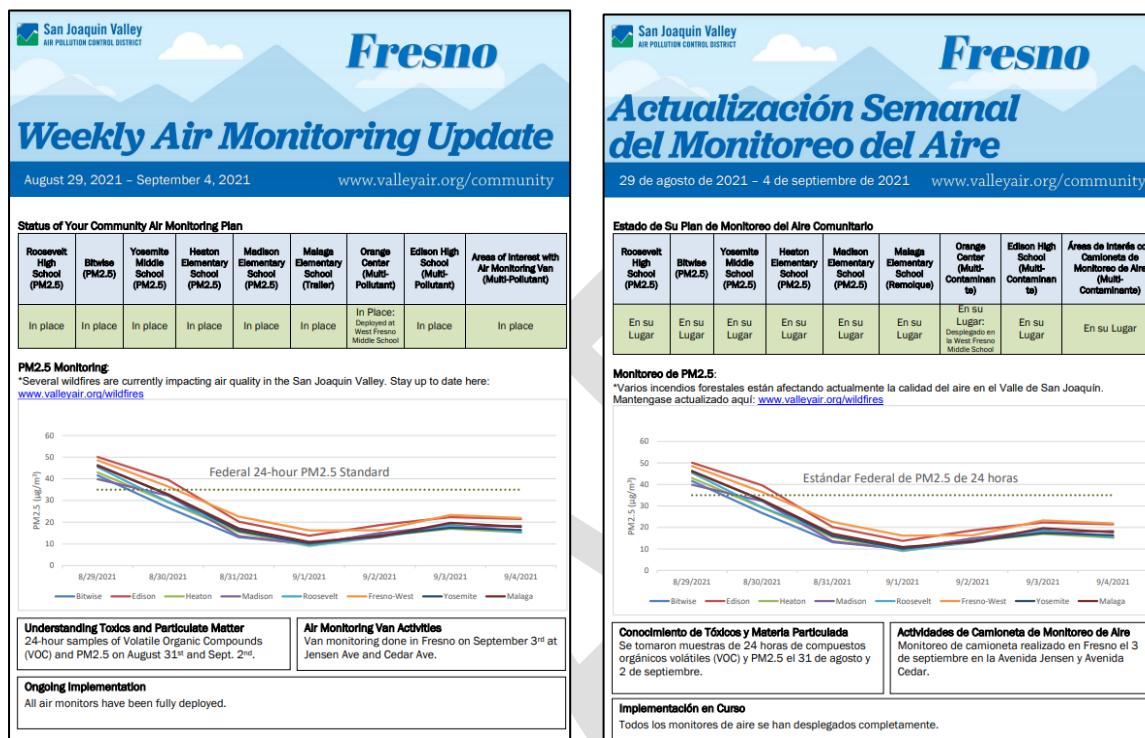 San Joaquin Valley
AIR POLLUTION CONTROL DISTRICT
Fresno
Weekly Air Monitoring Update
August 29, 2021 – September 4, 2021
www.valleyair.org/community
Status of Your Community Air Monitoring Plan
Roosevelt High School (PM2.5)
Bitwise (PM2.5)
Yosemite Middle School (PM2.5)
Heaton Elementary School (PM2.5)
Madison Elementary School (PM2.5)
Malaga Elementary School (Trailer)
Orange Center (Multi-Pollutant)
Edison High School (Multi-Pollutant)
Areas of Interest with Air Monitoring Van (Multi-Pollutant)
In place
In place
In place
In place
In place
In place
In Place: Deployed at West Fresno Middle School
In place
In place
PM2.5 Monitoring:
*Several wildfires are currently impacting air quality in the San Joaquin Valley. Stay up to date here:
www.valleyair.org/wildfires
60
50
40
30
20
10
0
PM2.5 (µg/m³)
Federal 24-hour PM2.5 Standard
8/29/2021 8/30/2021 8/31/2021 9/1/2021 9/2/2021 9/3/2021 9/4/2021
Bitwise Edison Heaton Madison Roosevelt Fresno-West Yosemite Malaga
Understanding Toxics and Particulate Matter
24-hour samples of Volatile Organic Compounds
(VOC) and PM2.5 on August 31st and Sept. 2nd.
Air Monitoring Van Activities
Van monitoring done in Fresno on September 3rd at
Jensen Ave and Cedar Ave.
Ongoing Implementation
All air monitors have been fully deployed.
San Joaquin Valley
AIR POLLUTION CONTROL DISTRICT
Fresno
Actualización Semanal
del Monitoreo del Aire
29 de agosto de 2021 – 4 de septiembre de 2021
www.valleyair.org/community
Estado de Su Plan de Monitoreo del Aire Comunitario
Roosevelt High School (PM2.5)
Bitwise (PM2.5)
Yosemite Middle School (PM2.5)
Heaton Elementary School (PM2.5)
Madison Elementary School (PM2.5)
Malaga Elementary School (Remolque)
Orange Center (Multi-Contaminante)
Edison High School (Multi-Contaminante)
Áreas de Interés co
Camioneta de
Monitoreo de Aire
(Multi-
Contaminante)
En su Lugar
En su Lugar
En su Lugar
En su Lugar
En su Lugar
En su Lugar
En su Lugar: Desplegado en la West Fresno Middle School
En su Lugar
En su Lugar
Monitoreo de PM2.5:
*Varios incendios forestales están afectando actualmente la calidad del aire en el Valle de San Joaquín.
Mantengase actualizado aquí: www.valleyair.org/wildfires
60
50
40
30
20
10
0
PM2.5 (µg/m³)
Estándar Federal de PM2.5 de 24 horas
8/29/2021 8/30/2021 8/31/2021 9/1/2021 9/2/2021 9/3/2021 9/4/2021
Bitwise Edison Heaton Madison Roosevelt Fresno-West Yosemite Malaga
Conocimiento de Tóxicos y Materia Particulada
Se tomaron muestras de 24 horas de compuestos
orgánicos volátiles (VOC) y PM2.5 el 31 de agosto y
2 de septiembre.
Actividades de Camioneta de Monitoreo de Aire
Monitoreo de camioneta realizado en Fresno el 3
de septiembre en la Avenida Jensen y Avenida
Cedar.
Implementación en Curso
Todos los monitores de aire se han desplegados completamente.